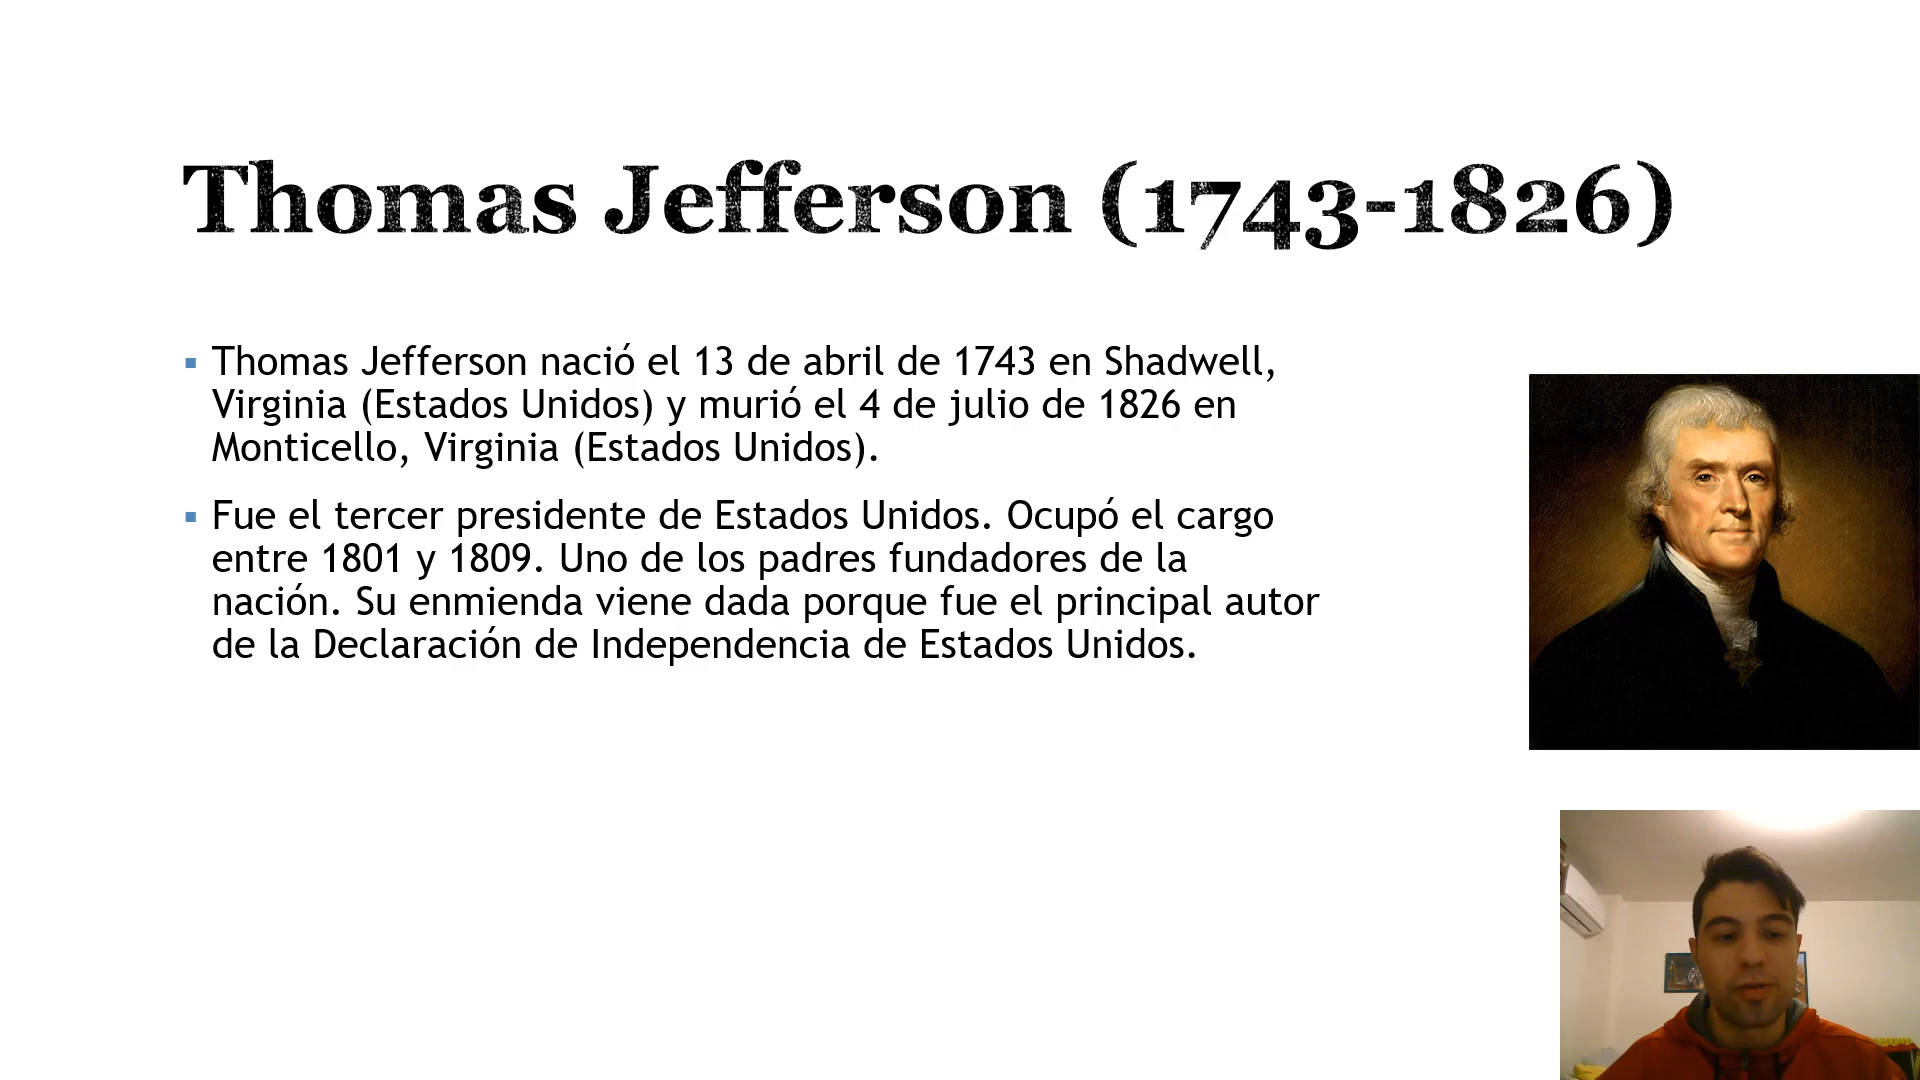 Thomas Jefferson (1743-1826)
▪ Thomas Jefferson nació el 13 de abril de 1743 en Shadwell,
Virginia (Estados Unidos) y murió el 4 de julio de 1826 en
Monticello, Virginia (Estados Unidos).
▪ Fue el tercer presidente de Estados Unidos. Ocupó el cargo
entre 1801 y 1809. Uno de los padres fundadores de la
nación. Su enmienda viene dada porque fue el principal autor
de la Declaración de Independencia de Estados Unidos.